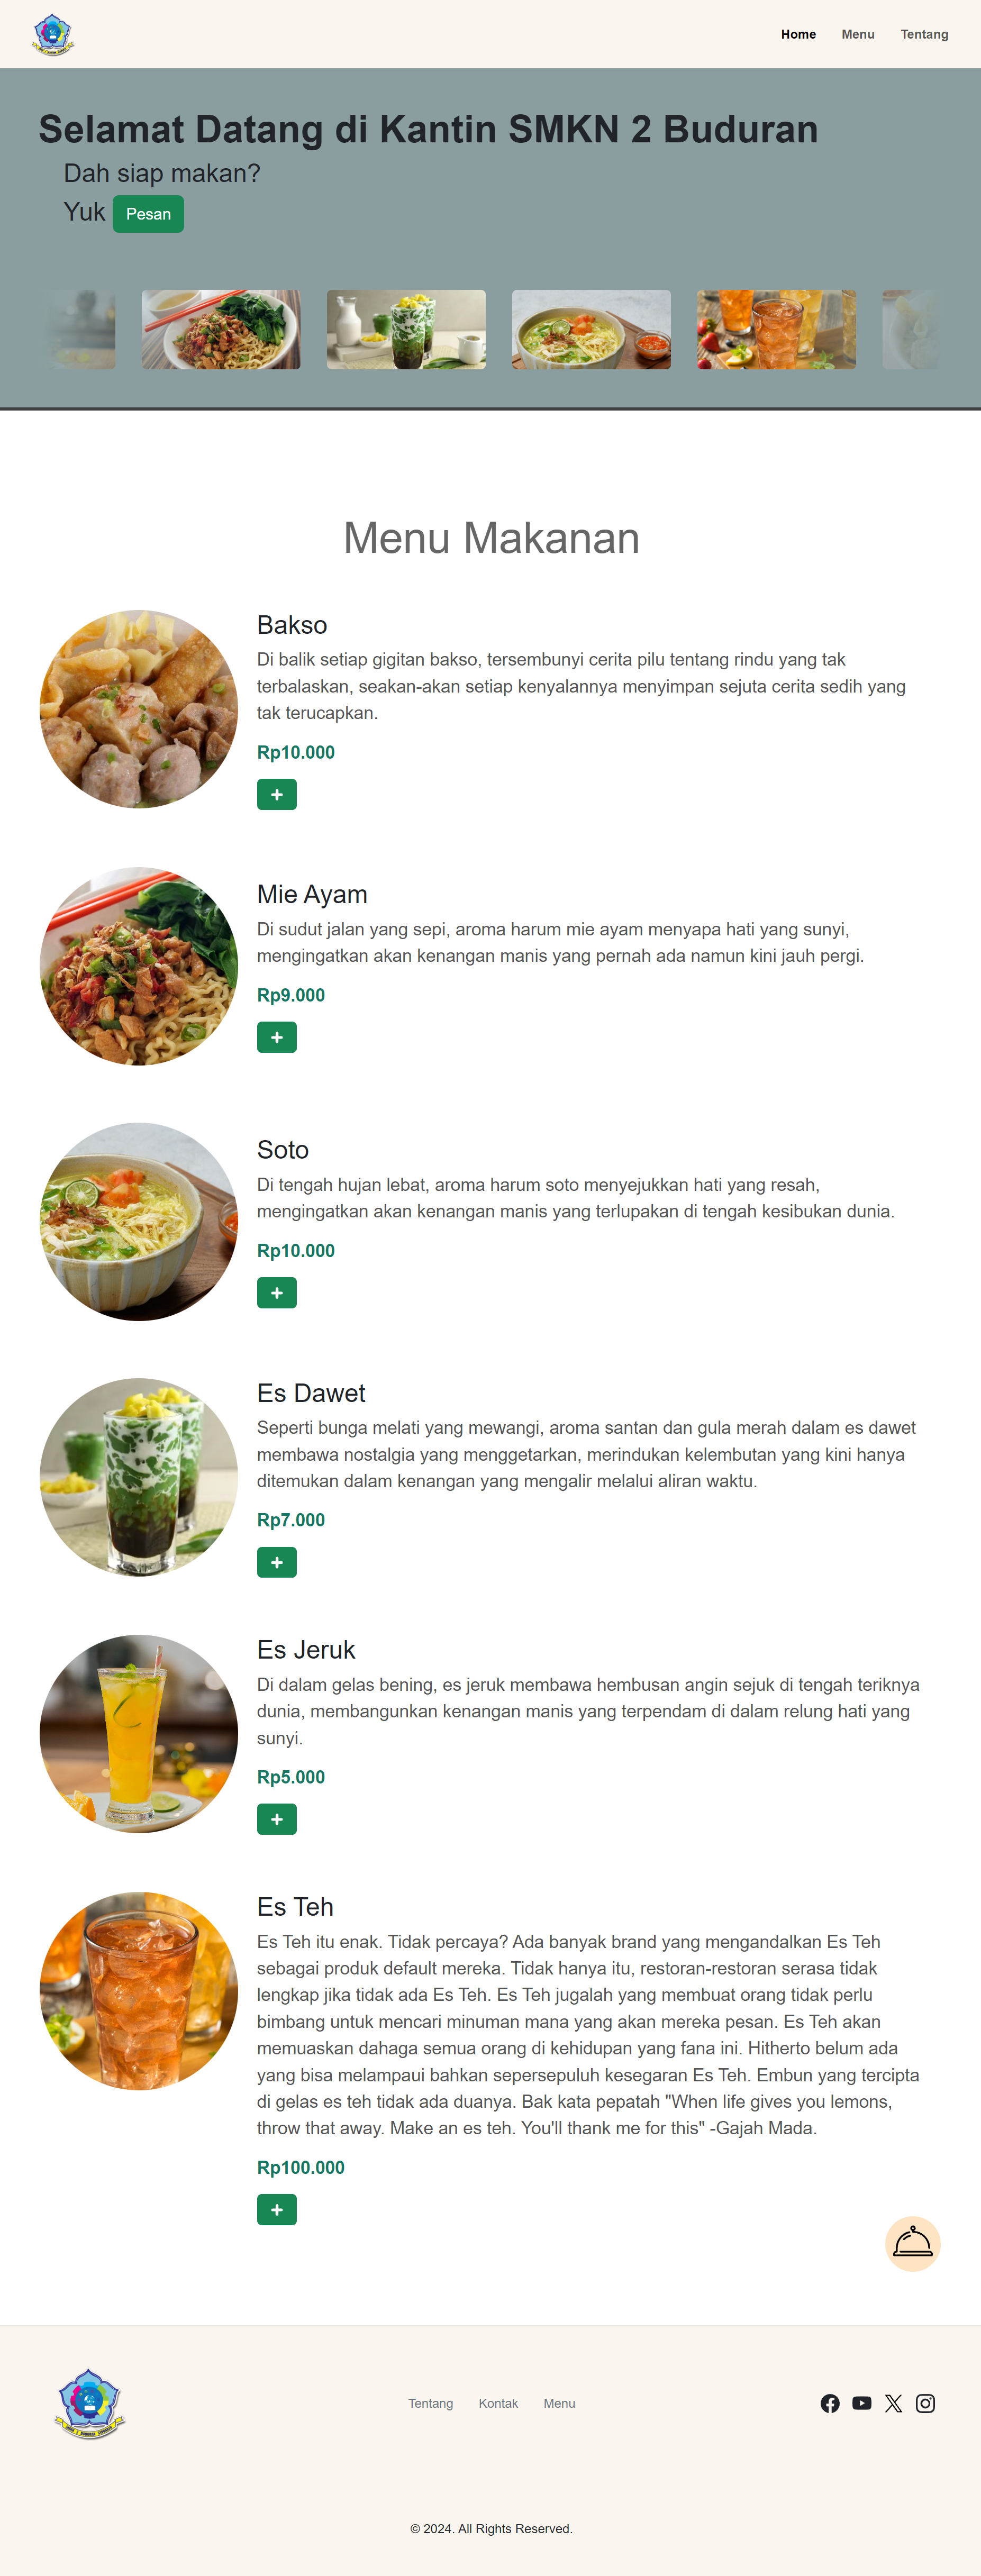 Home Menu Tentang
Selamat Datang di Kantin SMKN 2 Buduran
Dah siap makan?
Yuk Pesan
Menu Makanan
Bakso
Di balik setiap gigitan bakso, tersembunyi cerita pilu tentang rindu yang tak
terbalaskan, seakan-akan setiap kenyalannya menyimpan sejuta cerita sedih yang
tak terucapkan.
Rp10.000
+
Mie Ayam
Di sudut jalan yang sepi, aroma harum mie ayam menyapa hati yang sunyi,
mengingatkan akan kenangan manis yang pernah ada namun kini jauh pergi.
Rp9.000
+
Soto
Di tengah hujan lebat, aroma harum soto menyejukkan hati yang resah,
mengingatkan akan kenangan manis yang terlupakan di tengah kesibukan dunia.
Rp10.000
+
Es Dawet
Seperti bunga melati yang mewangi, aroma santan dan gula merah dalam es dawet
membawa nostalgia yang menggetarkan, merindukan kelembutan yang kini hanya
ditemukan dalam kenangan yang mengalir melalui aliran waktu.
Rp7.000
+
Es Jeruk
Di dalam gelas bening, es jeruk membawa hembusan angin sejuk di tengah teriknya
dunia, membangunkan kenangan manis yang terpendam di dalam relung hati yang
sunyi.
Rp5.000
+
Es Teh
Es Teh itu enak. Tidak percaya? Ada banyak brand yang mengandalkan Es Teh
sebagai produk default mereka. Tidak hanya itu, restoran-restoran serasa tidak
lengkap jika tidak ada Es Teh. Es Teh jugalah yang membuat orang tidak perlu
bimbang untuk mencari minuman mana yang akan mereka pesan. Es Teh akan
memuaskan dahaga semua orang di kehidupan yang fana ini. Hitherto belum ada
yang bisa melampaui bahkan sepersepuluh kesegaran Es Teh. Embun yang tercipta
di gelas es teh tidak ada duanya. Bak kata pepatah "When life gives you lemons,
throw that away. Make an es teh. You'll thank me for this" -Gajah Mada.
Rp100.000
+
Tentang Kontak Menu
© 2024. All Rights Reserved.